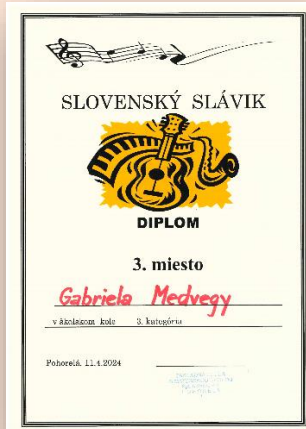 SLOVENSKÝ SLÁVIK
DIPLOM
3. miesto
Gabriela Medvegy
v školskom kole 3. kategória
Pohorelá, 11.4.2024